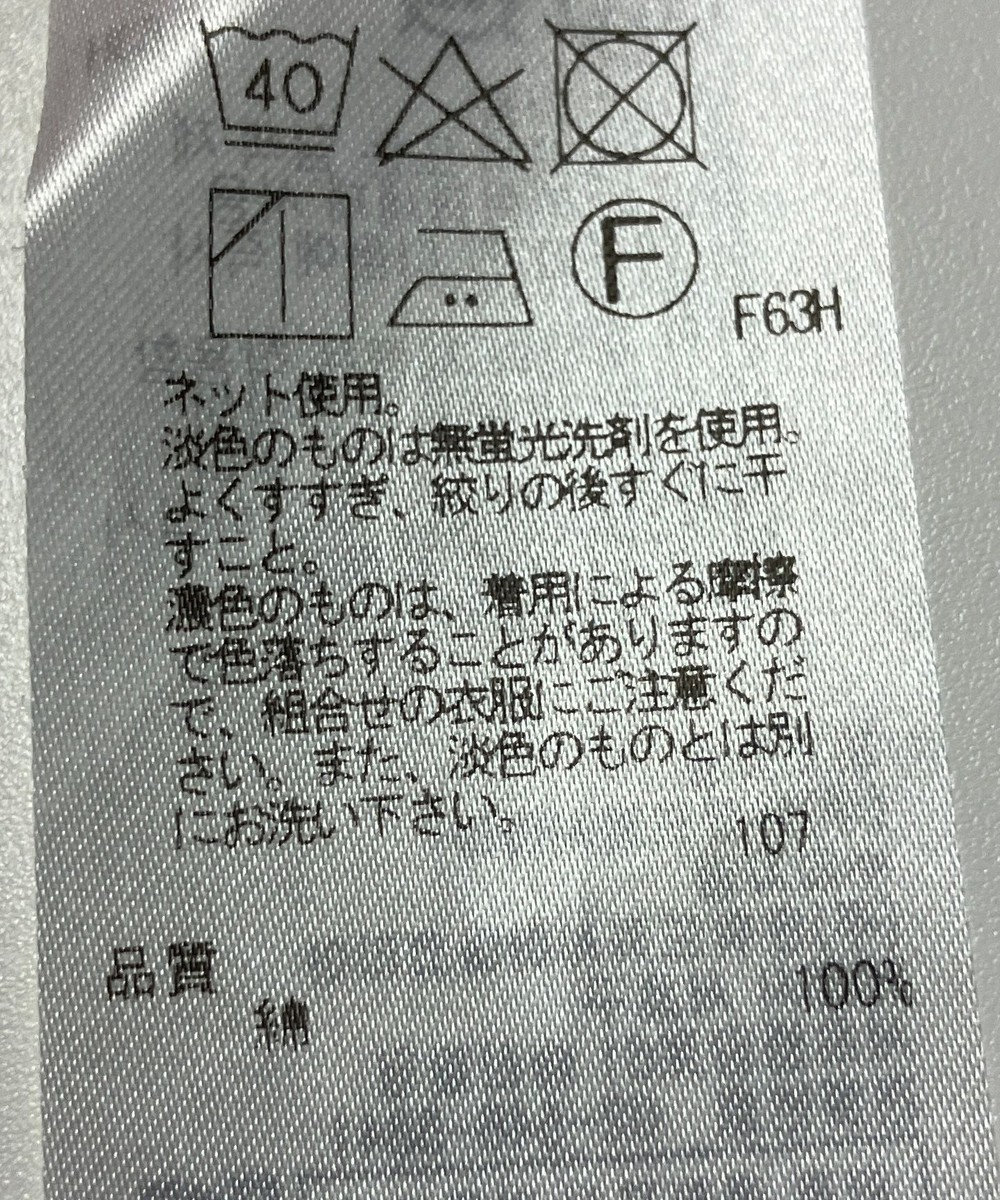 40
F
F63H
ネット使用。
淡色のものは無蛍光洗剤を使用。
よくすすぎ、絞りの後すぐに干
すこと。
濃色のものは、着用による摩擦
で色落ちすることがありますの
で、組合せの衣服にご注意くだ
さい。また、淡色のものとは別
にお洗い下さい。
107
品質
綿 100%